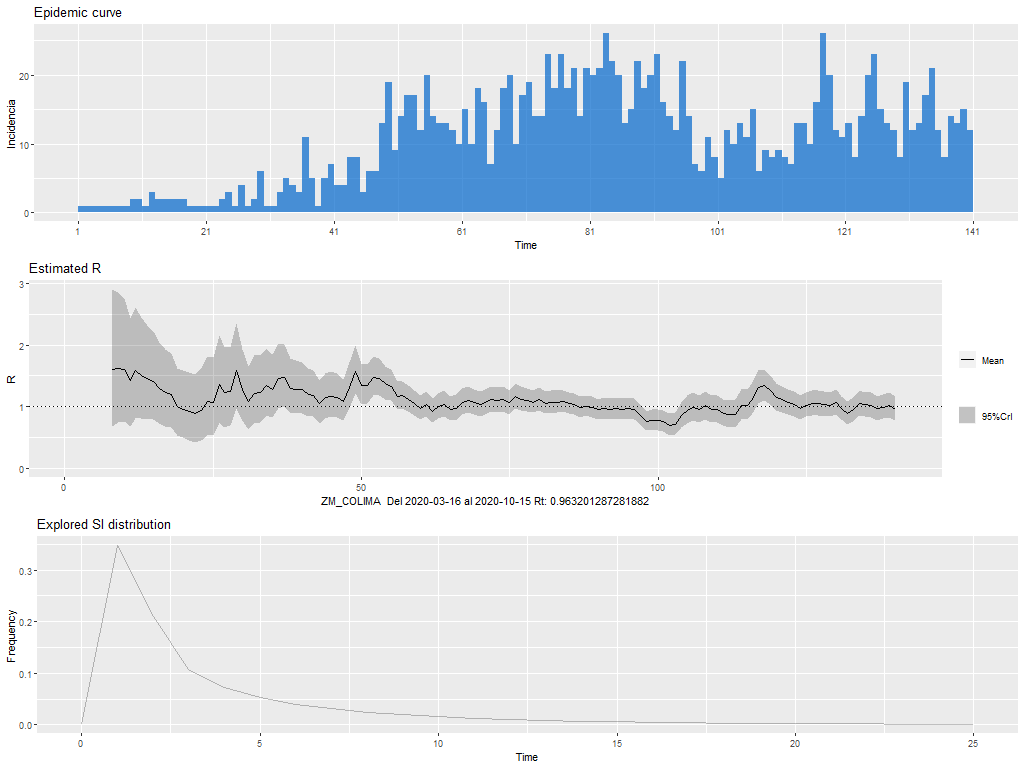 Epidemic curve
Incidencia
20
10
0
1 21 41 61 81 101 121 141
Time
Estimated R
R
3
2
1
0
Mean
95%CrI
0 50 100
ZM_COLIMA Del 2020-03-16 al 2020-10-15 Rt: 0.963201287281882
Explored SI distribution
Frequency
0.3
0.2
0.1
0.0
0 5 10 15 20 25
Time